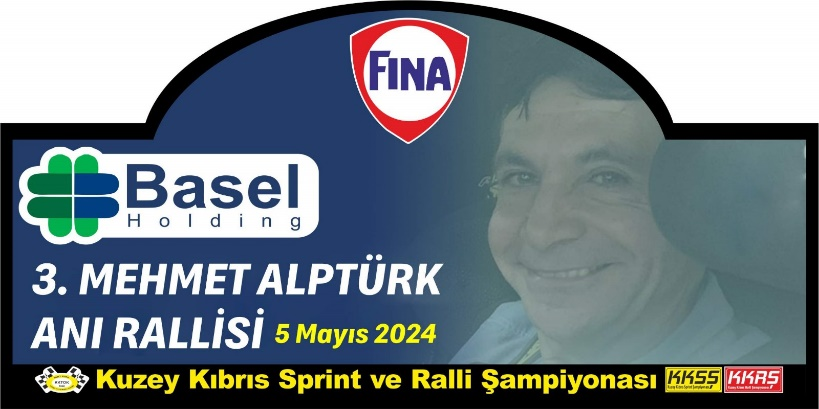 FINA
Basel
Holding
3. MEHMET ALPTÜRK
ANI RALLİSİ 5 Mayıs 2024
Kuzey Kıbrıs Sprint ve Ralli Şampiyonası KKSS KKRS